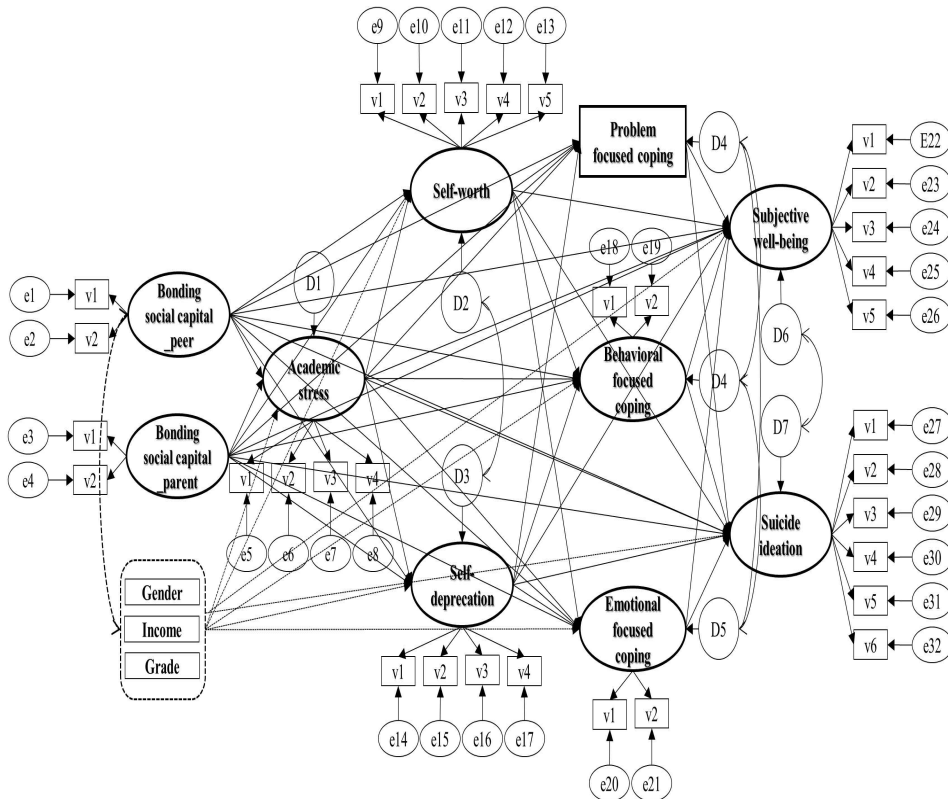 e9 e10 e11 e12 e13
v1 v2 v3 v4 v5
Problem
focused coping
D4
v1 E22
Self-worth
v2 e23
Subjective
well-being
v3 e24
e18 e19
D1
v4 e25
e1 v1
Bonding
social capital
_peer
D2
v1 v2
v5 e26
e2 v2
D6
Academic
stress
Behavioral
focused
coping
D4
e3 v1
Bonding
social capital
_parent
D7
v1 e27
e4 v2
v1 v2 v3 v4
D3
v2 e28
v3 e29
Suicide
ideation
e5 e6 e7 e8
v4 e30
Gender
Self-
deprecation
Emotional
focused
coping
v5 e31
Income
D5
v6 e32
Grade
v1 v2 v3 v4
v1 v2
e14 e15 e16 e17
e20 e21